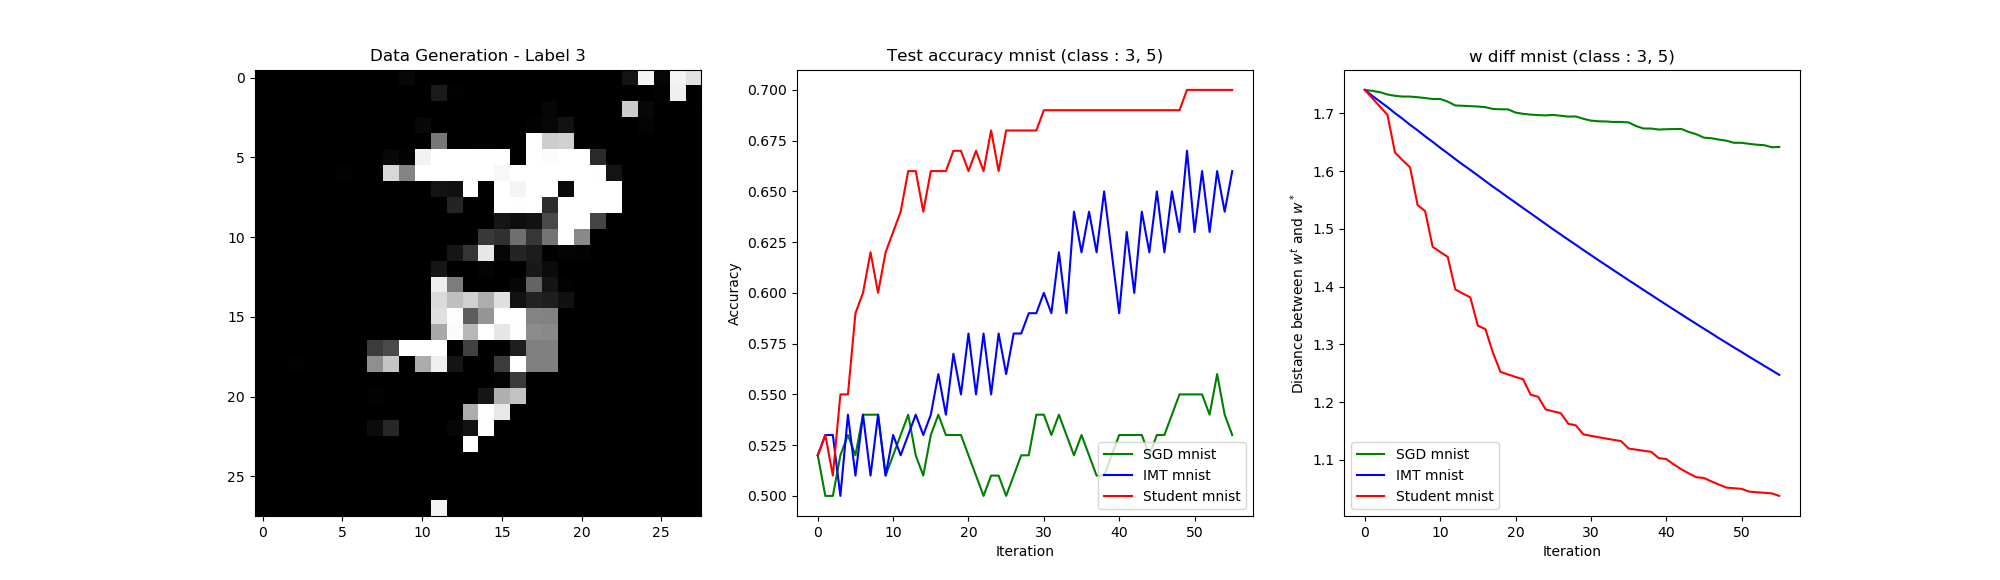 Data Generation - Label 3
0
5
10
15
20
25
0 5 10 15 20 25
Test accuracy mnist (class : 3, 5)
Accuracy
0.700
0.675
0.650
0.625
0.600
0.575
0.550
0.525
0.500
SGD mnist
IMT mnist
Student mnist
0 10 20 30 40 50
Iteration
w diff mnist (class : 3, 5)
Distance between w^t and w^*
1.7
1.6
1.5
1.4
1.3
1.2
1.1
SGD mnist
IMT mnist
Student mnist
0 10 20 30 40 50
Iteration